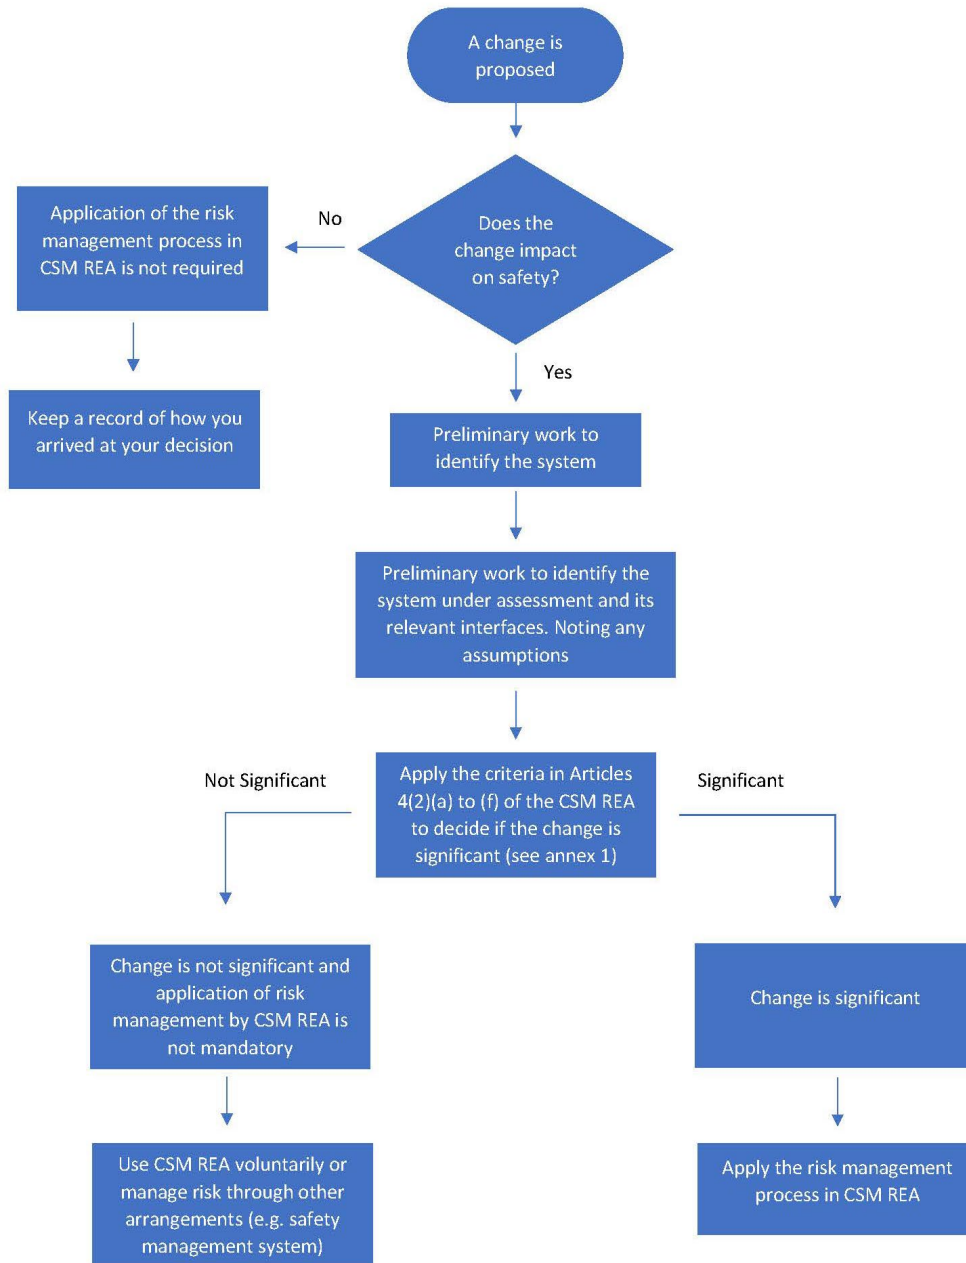 A change is
proposed
Does the
change impact
on safety?
No
Application of the risk
management process in
CSM REA is not required
Keep a record of how you
arrived at your decision
Yes
Preliminary work to
identify the system
Preliminary work to identify the
system under assessment and its
relevant interfaces. Noting any
assumptions
Apply the criteria in Articles
4(2)(a) to (f) of the CSM REA
to decide if the change is
significant (see annex 1)
Not Significant
Change is not significant and
application of risk
management by CSM REA is
not mandatory
Use CSM REA voluntarily or
manage risk through other
arrangements (e.g. safety
management system)
Significant
Change is significant
Apply the risk management
process in CSM REA